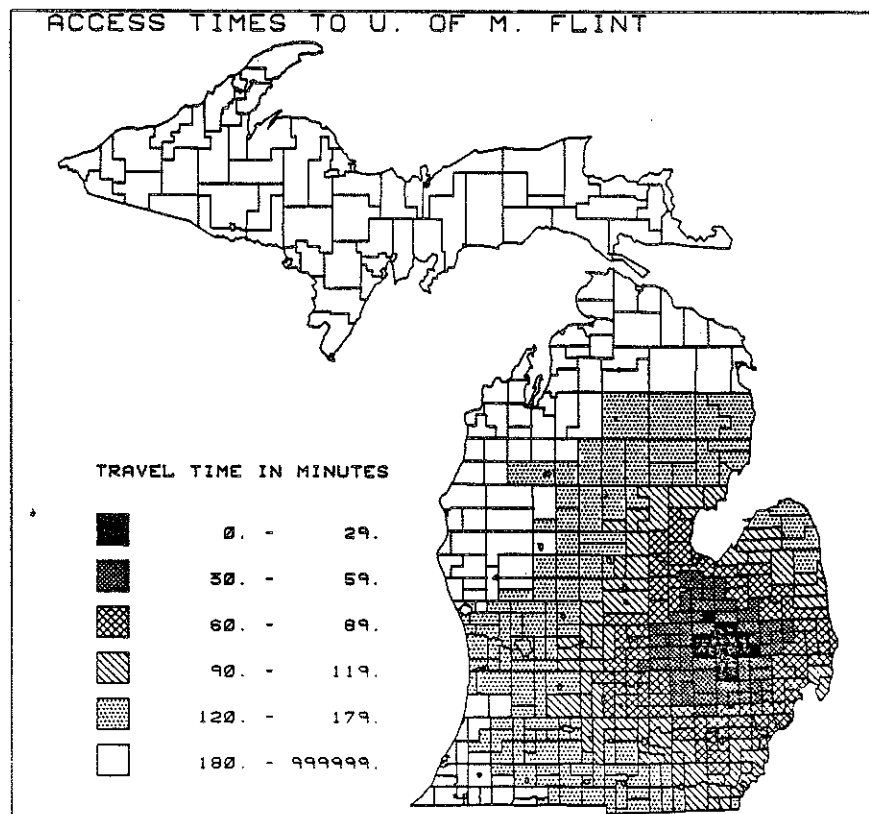 ACCESS TIMES TO U. OF M. FLINT
TRAVEL TIME IN MINUTES
0. - 29.
30. - 59.
60. - 89.
90. - 119.
120. - 179.
180. - 999999.